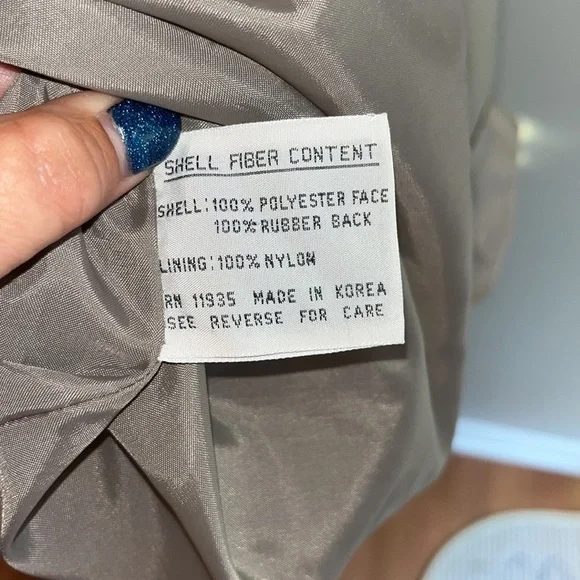 SHELL FIBER CONTENT
SHELL:100% POLYESTER FACE
100% RUBBER BACK
LINING:100% NYLON
RN 11935 MADE IN KOREA
SEE REVERSE FOR CARE